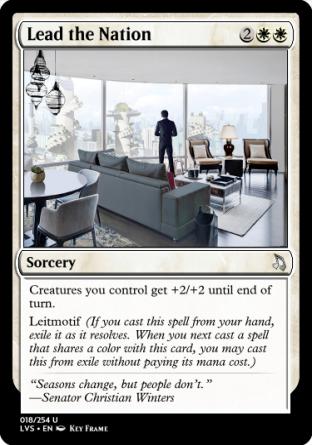 Lead the Nation 2
Sorcery
Creatures you control get +2/+2 until end of
turn.
Leitmotif (If you cast this spell from your hand,
exile it as it resolves. When you next cast a spell
that shares a color with this card, you may cast
this from exile without paying its mana cost.)
“Seasons change, but people don’t.”
—Senator Christian Winters
018/254 U
LVS • EN Key Frame